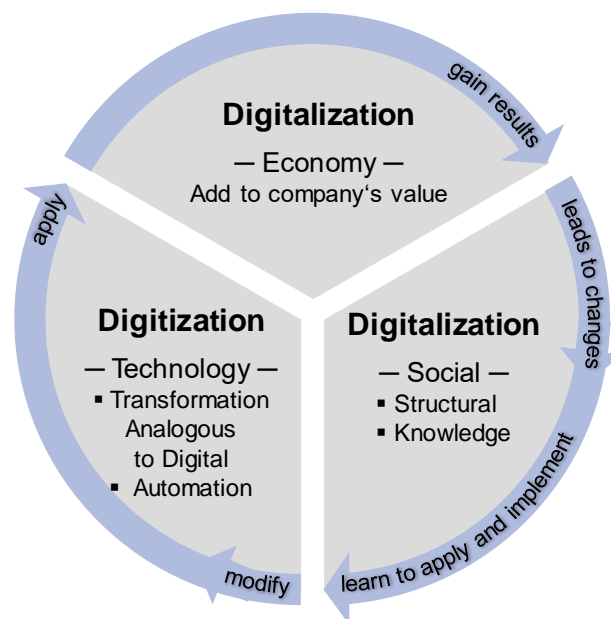 gain results
Digitalization
— Economy —
Add to company‘s value
apply
leads to changes
Digitization
— Technology —
▪ Transformation
Analogous
to Digital
▪ Automation
Digitalization
— Social —
▪ Structural
▪ Knowledge
modify
learn to apply and implement